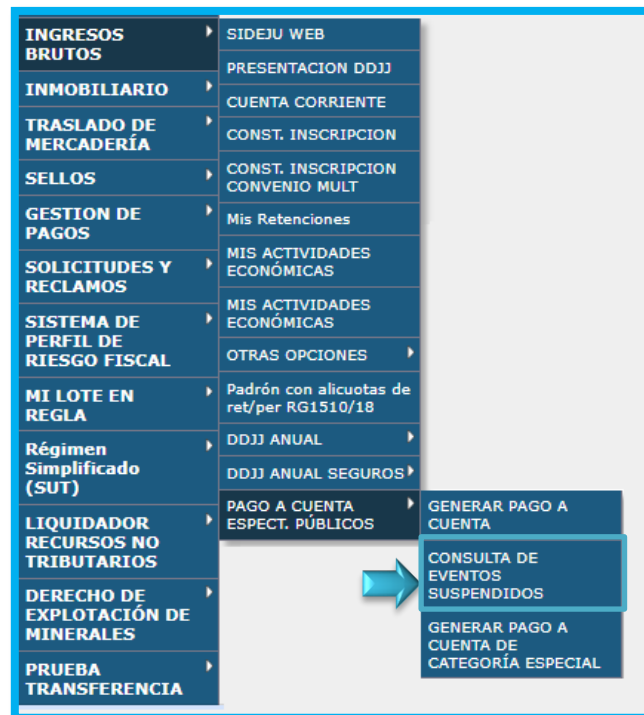 INGRESOS
BRUTOS
INMOBILIARIO
TRASLADO DE
MERCADERÍA
SELLOS
GESTION DE
PAGOS
SOLICITUDES Y
RECLAMOS
SISTEMA DE
PERFIL DE
RIESGO FISCAL
MI LOTE EN
REGLA
Régimen
Simplificado
(SUT)
LIQUIDADOR
RECURSOS NO
TRIBUTARIOS
DERECHO DE
EXPLOTACIÓN DE
MINERALES
PRUEBA
TRANSFERENCIA
SIDEJU WEB
PRESENTACION DDJJ
CUENTA CORRIENTE
CONST. INSCRIPCION
CONST. INSCRIPCION
CONVENIO MULT
Mis Retenciones
MIS ACTIVIDADES
ECONÓMICAS
MIS ACTIVIDADES
ECONÓMICAS
OTRAS OPCIONES
Padrón con alicuotas de
ret/per RG1510/18
DDJJ ANUAL
DDJJ ANUAL SEGUROS
PAGO A CUENTA
ESPECT. PÚBLICOS
GENERAR PAGO A
CUENTA
CONSULTA DE
EVENTOS
SUSPENDIDOS
GENERAR PAGO A
CUENTA DE
CATEGORÍA ESPECIAL